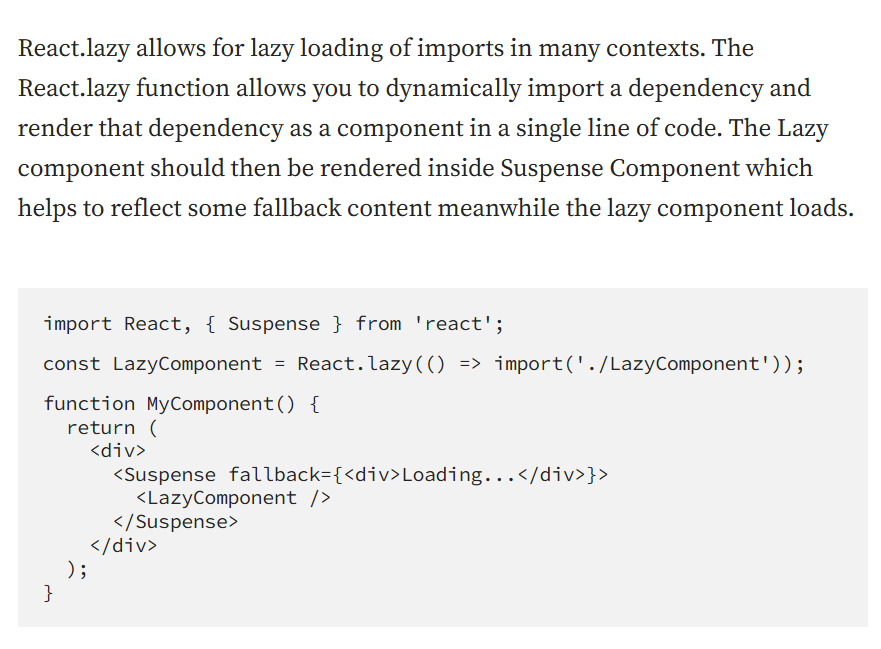 React.lazy allows for lazy loading of imports in many contexts. The
React.lazy function allows you to dynamically import a dependency and
render that dependency as a component in a single line of code. The Lazy
component should then be rendered inside Suspense Component which
helps to reflect some fallback content meanwhile the lazy component loads.
import React, { Suspense } from 'react';
const LazyComponent = React.lazy(() => import('./LazyComponent'));
function MyComponent() {
  return (
    <div>
      <Suspense fallback={<div>Loading...</div>}>
        <LazyComponent />
      </Suspense>
    </div>
  );
}